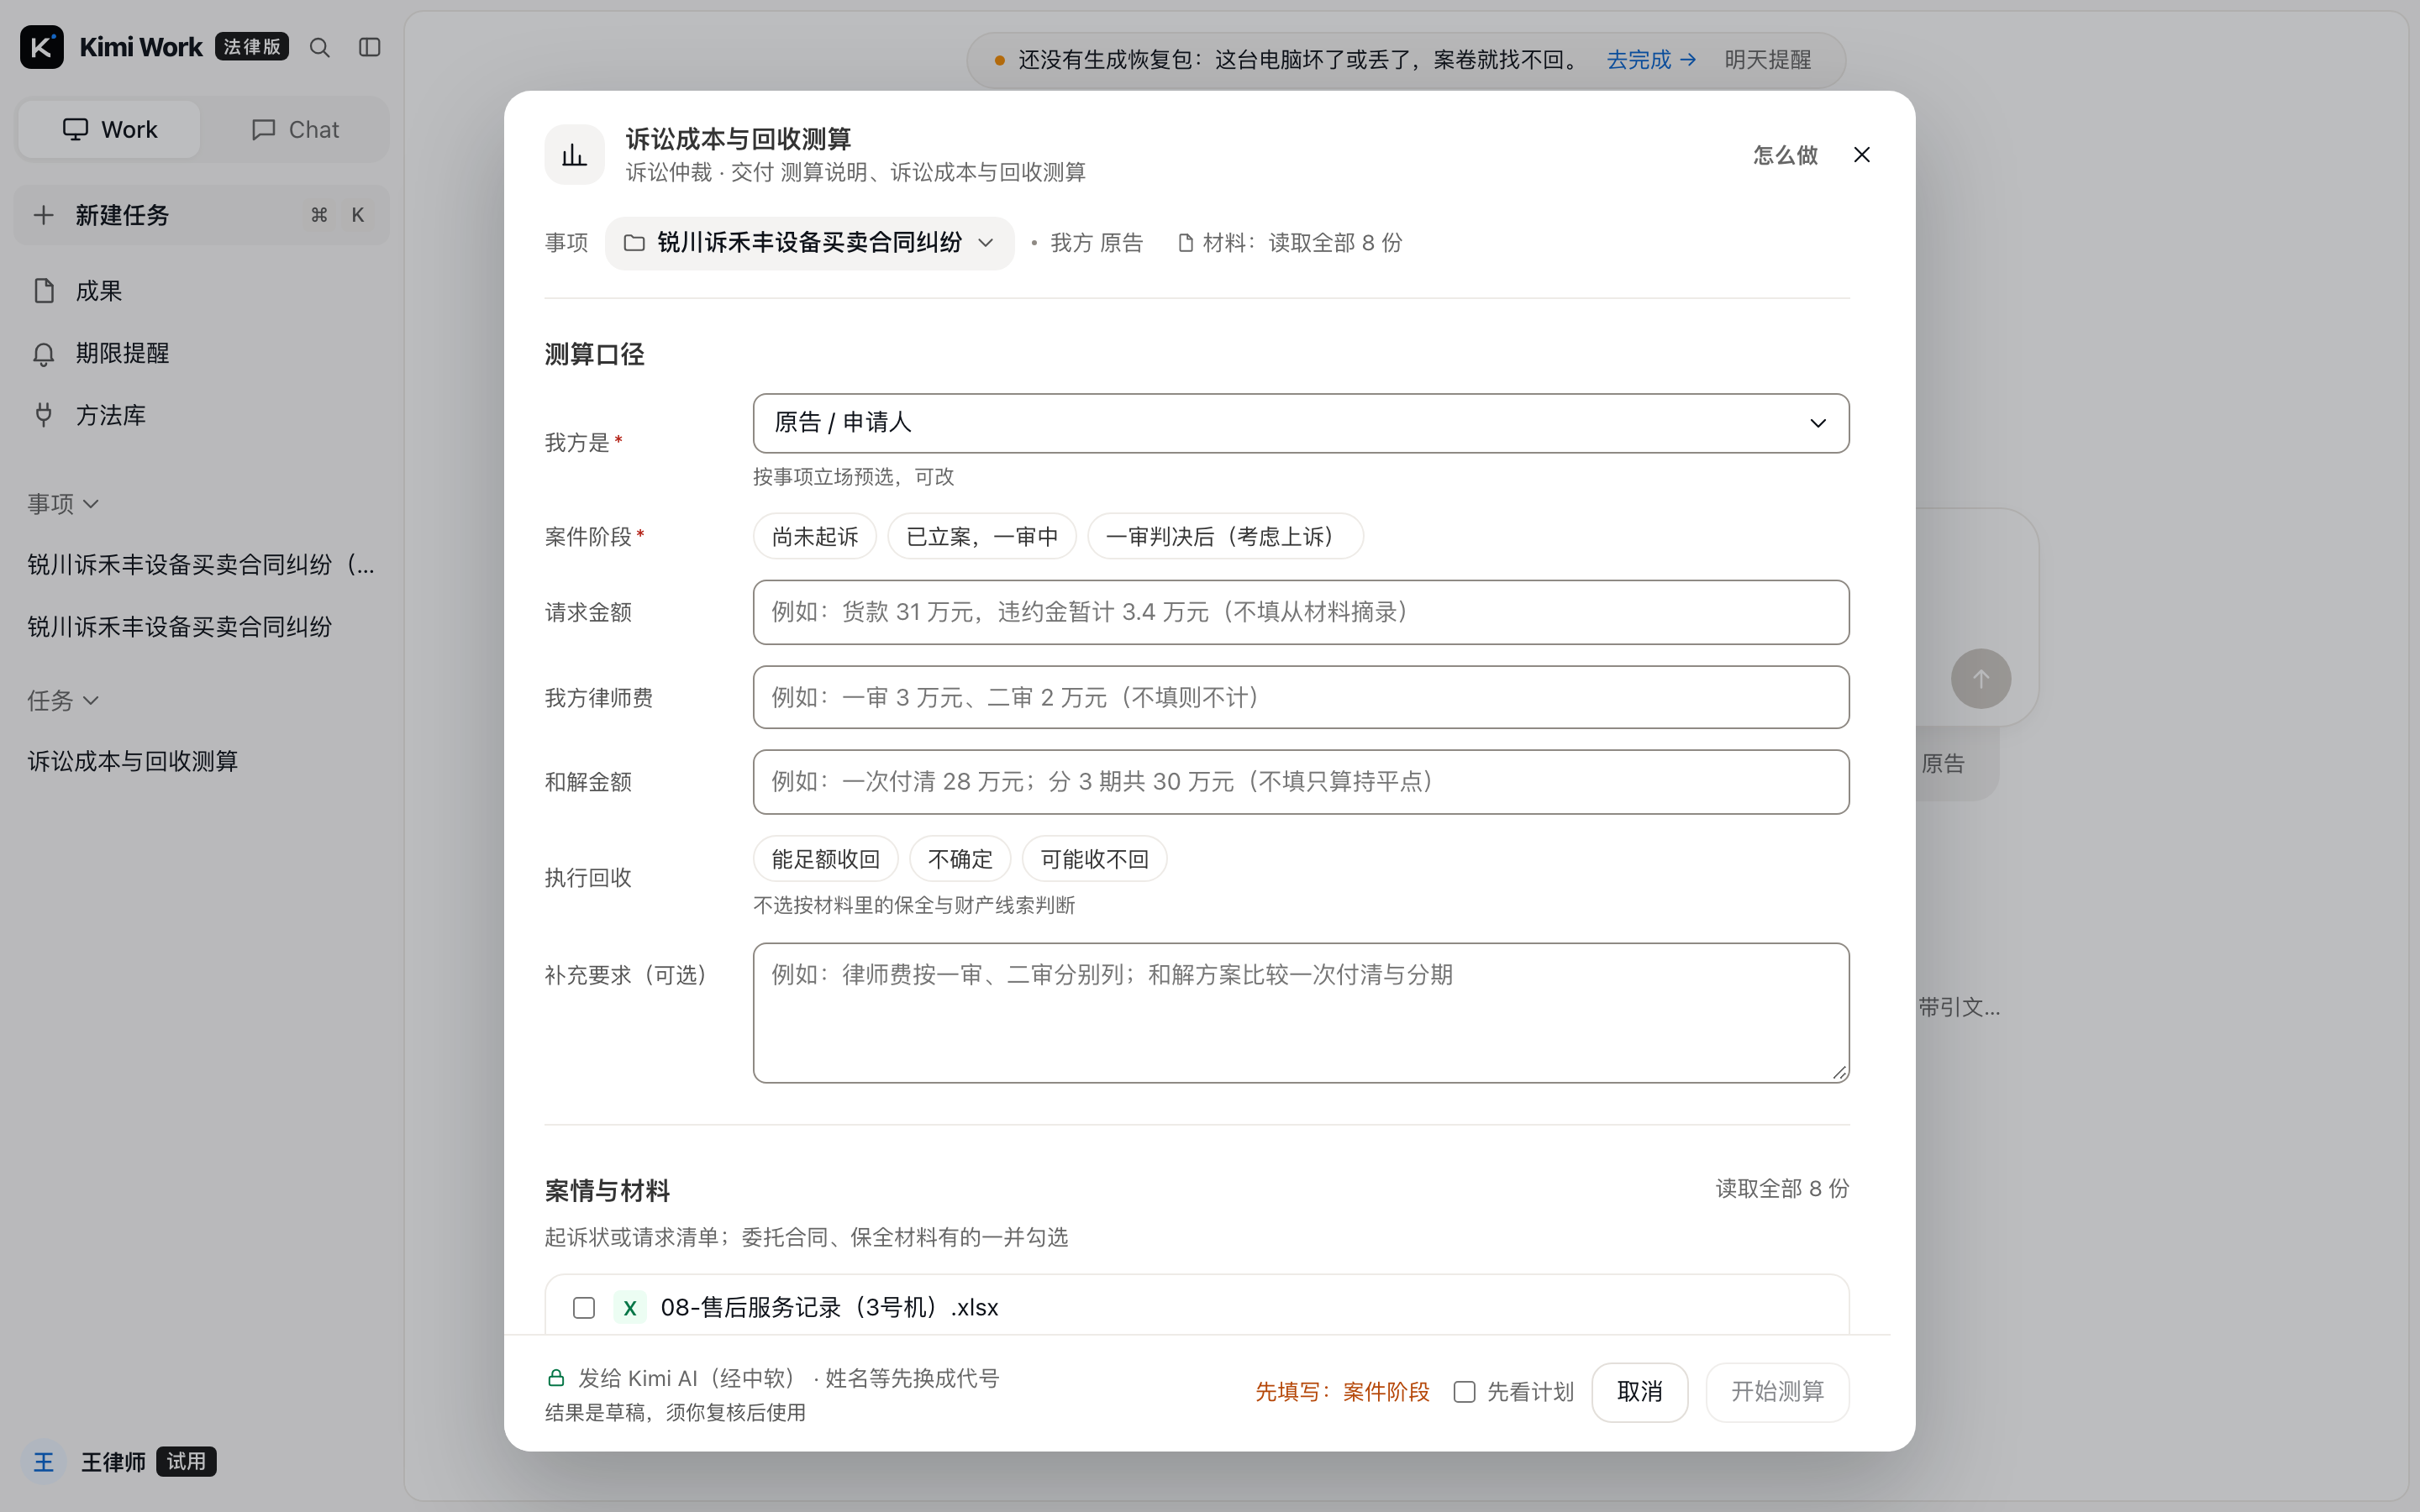 Kimi Work 法律版
还没有生成恢复包：这台电脑坏了或丢了，案卷就找不回。 去完成 → 明天提醒
Work Chat
新建任务 ⌘ K
成果
期限提醒
方法库
事项
锐川诉禾丰设备买卖合同纠纷（...
锐川诉禾丰设备买卖合同纠纷
任务
诉讼成本与回收测算
王 王律师 试用
诉讼成本与回收测算
诉讼仲裁 · 交付 测算说明、诉讼成本与回收测算
怎么做
事项 锐川诉禾丰设备买卖合同纠纷 • 我方 原告 材料：读取全部 8 份
测算口径
我方是* 原告 / 申请人
按事项立场预选，可改
案件阶段* 尚未起诉 已立案，一审中 一审判决后（考虑上诉）
请求金额 例如：货款 31 万元，违约金暂计 3.4 万元（不填从材料摘录）
我方律师费 例如：一审 3 万元、二审 2 万元（不填则不计）
和解金额 例如：一次付清 28 万元；分 3 期共 30 万元（不填只算持平点）
执行回收 能足额收回 不确定 可能收不回
不选按材料里的保全与财产线索判断
补充要求（可选） 例如：律师费按一审、二审分别列；和解方案比较一次付清与分期
案情与材料 读取全部 8 份
起诉状或请求清单；委托合同、保全材料有的一并勾选
X 08-售后服务记录（3号机）.xlsx
发给 Kimi AI（经中软） · 姓名等先换成代号
结果是草稿，须你复核后使用
先填写：案件阶段 先看计划 取消 开始测算
原告
带引文...